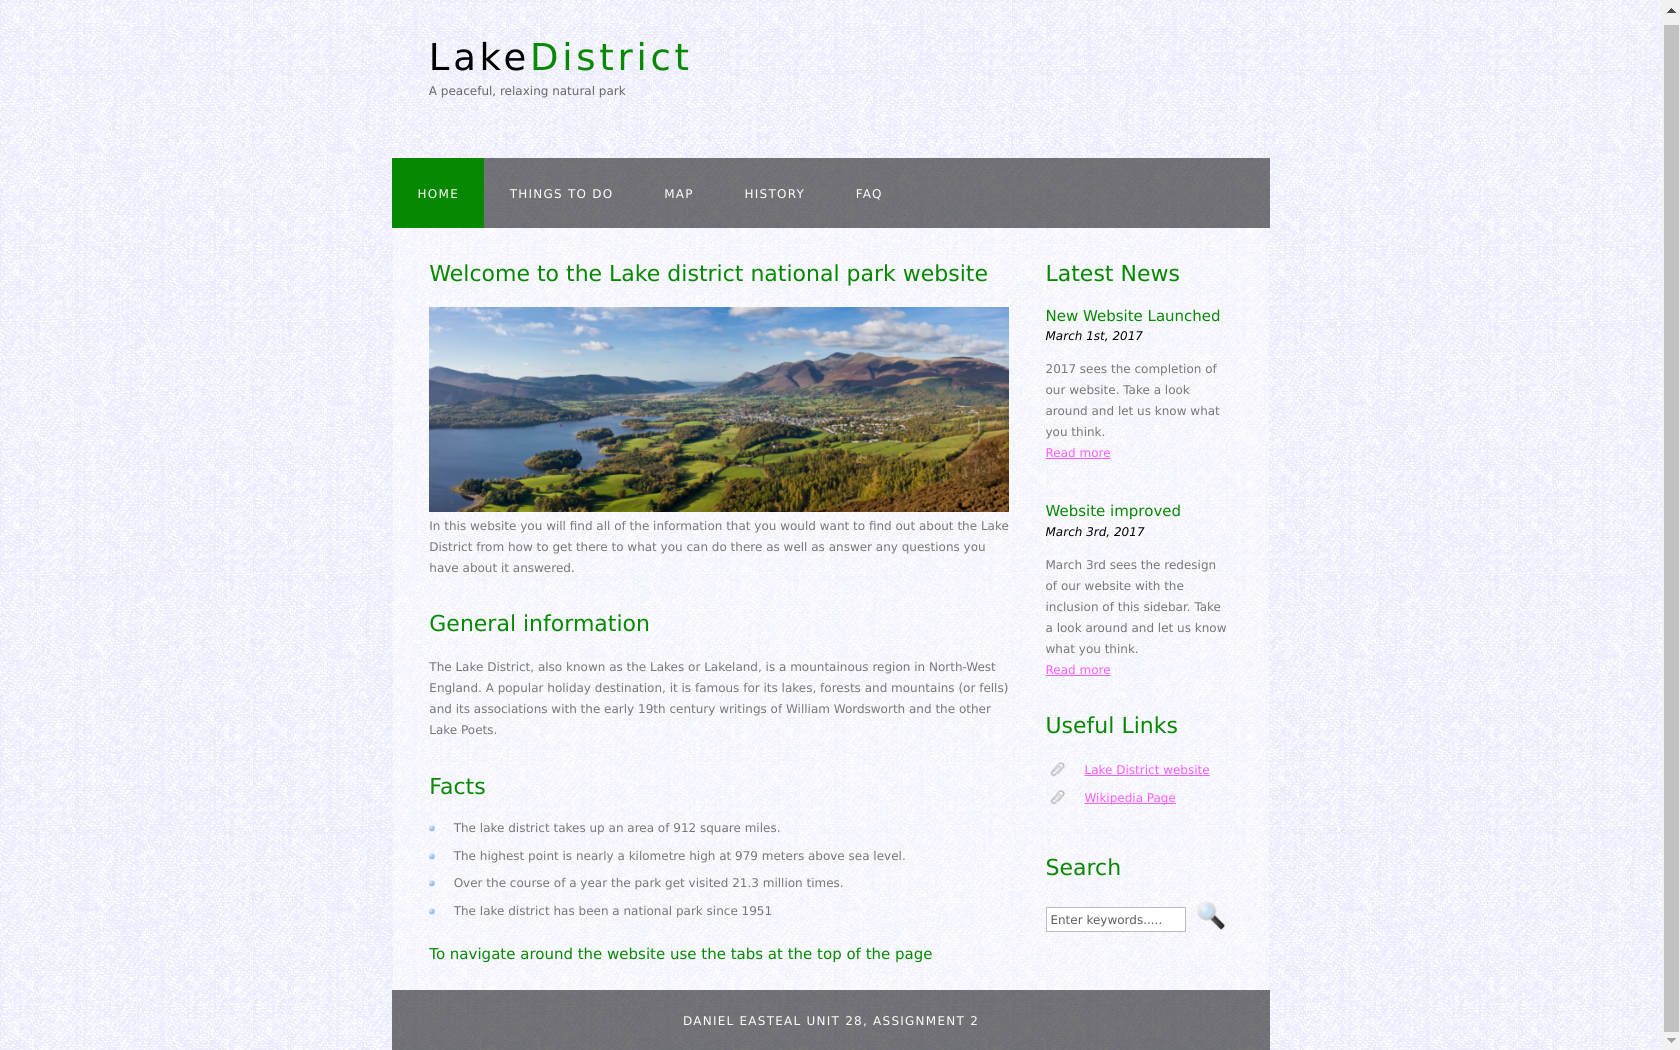 LakeDistrict
A peaceful, relaxing natural park
HOME THINGS TO DO MAP HISTORY FAQ
Welcome to the Lake district national park website
In this website you will find all of the information that you would want to find out about the Lake
District from how to get there to what you can do there as well as answer any questions you
have about it answered.
General information
The Lake District, also known as the Lakes or Lakeland, is a mountainous region in North-West
England. A popular holiday destination, it is famous for its lakes, forests and mountains (or fells)
and its associations with the early 19th century writings of William Wordsworth and the other
Lake Poets.
Facts
The lake district takes up an area of 912 square miles.
The highest point is nearly a kilometre high at 979 meters above sea level.
Over the course of a year the park get visited 21.3 million times.
The lake district has been a national park since 1951
To navigate around the website use the tabs at the top of the page
Latest News
New Website Launched
March 1st, 2017
2017 sees the completion of
our website. Take a look
around and let us know what
you think.
Read more
Website improved
March 3rd, 2017
March 3rd sees the redesign
of our website with the
inclusion of this sidebar. Take
a look around and let us know
what you think.
Read more
Useful Links
Lake District website
Wikipedia Page
Search
Enter keywords.....
DANIEL EASTEAL UNIT 28, ASSIGNMENT 2